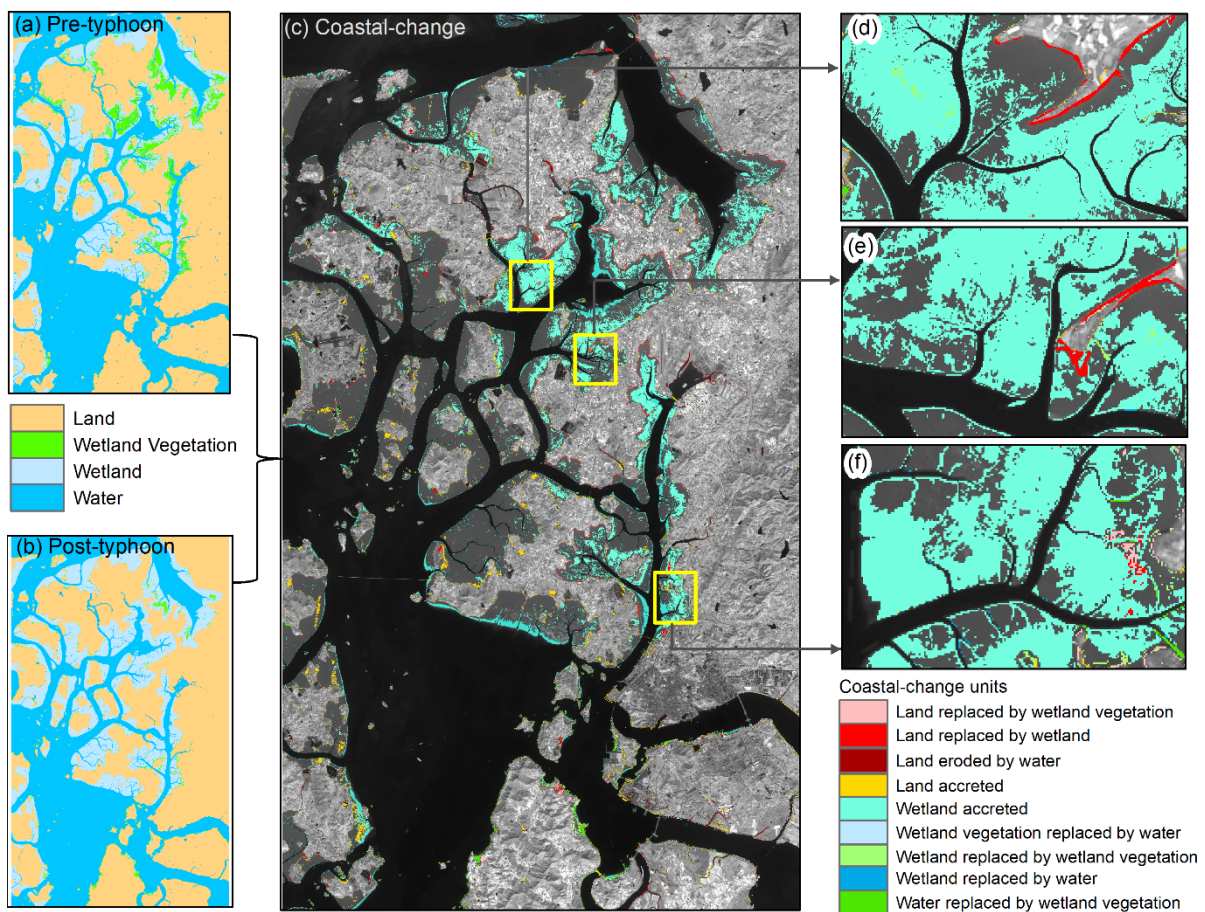 (a) Pre-typhoon
Land
Wetland Vegetation
Wetland
Water
(b) Post-typhoon
(c) Coastal-change
(d)
(e)
(f)
Coastal-change units
Land replaced by wetland vegetation
Land replaced by wetland
Land eroded by water
Land accreted
Wetland accreted
Wetland vegetation replaced by water
Wetland replaced by wetland vegetation
Wetland replaced by water
Water replaced by wetland vegetation